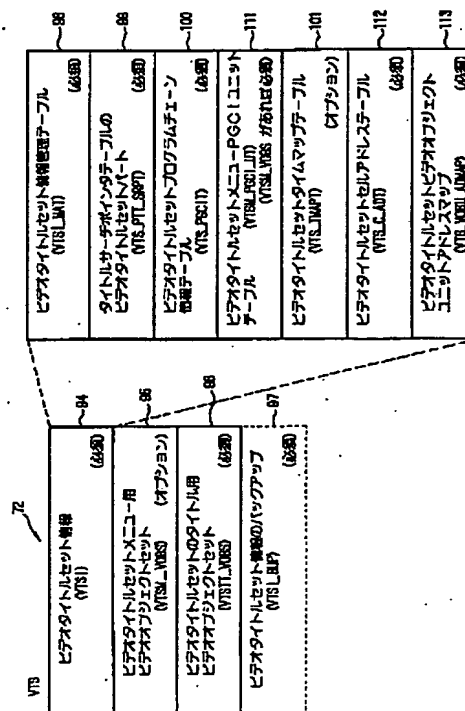 VTS
72
ビデオタイトルセット情報
(VTSI)
(必須)
94
ビデオタイトルセットメニュー用
ビデオオブジェクトセット
(VTSM_VOBS)
(オプション)
95
ビデオタイトルセットのタイトル用
ビデオオブジェクトセット
(VTSTT_VOBS)
(必須)
96
ビデオタイトルセット情報のバックアップ
(VTSI_BUP)
(必須)
97
ビデオタイトルセット情報管理テーブル
(VTSI_MAT)
(必須)
98
タイトルサーチポインタテーブルの
ビデオタイトルセットパート
(VTS_PTT_SRPT)
(必須)
99
ビデオタイトルセットプログラムチェーン
情報テーブル
(VTS_PGCIT)
(必須)
100
ビデオタイトルセットメニューPGCIユニット
テーブル
(VTSM_PGCI_UT)
(VTSM_VOBS があれば必須)
111
ビデオタイトルセットタイムマップテーブル
(VTS_TMAPT)
(オプション)
101
ビデオタイトルセットセルアドレステーブル
(VTS_C_ADT)
(必須)
112
ビデオタイトルセットビデオオブジェクト
ユニットアドレスマップ
(VTS_VOBU_ADMAP)
(必須)
113